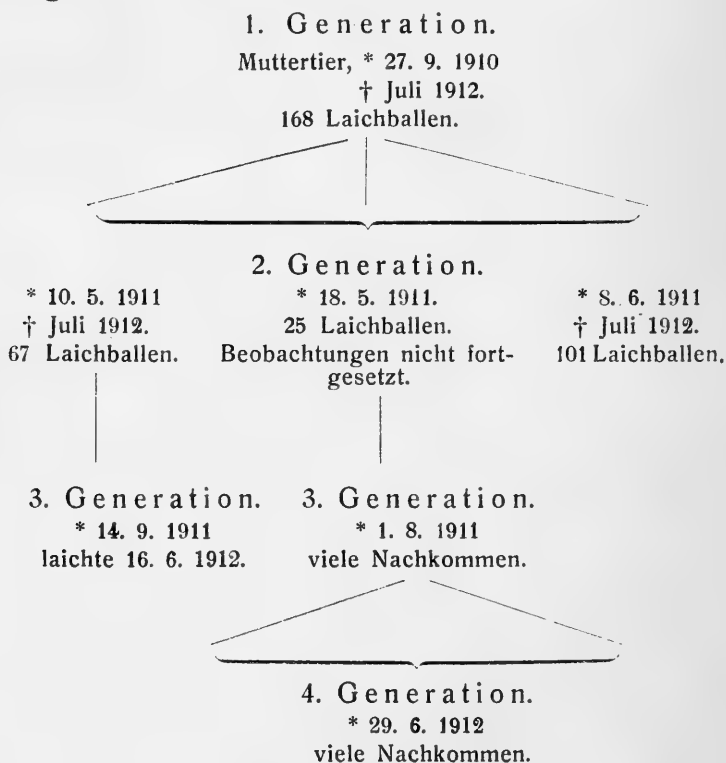 1. Generation.
Muttertier, * 27. 9. 1910
† Juli 1912.
168 Laichballen.
2. Generation.
* 10. 5. 1911
† Juli 1912.
67 Laichballen.
* 18. 5. 1911.
25 Laichballen.
Beobachtungen nicht fort-
gesetzt.
* 8. 6. 1911
† Juli 1912.
101 Laichballen.
3. Generation.
* 14. 9. 1911
laichte 16. 6. 1912.
3. Generation.
* 1. 8. 1911
viele Nachkommen.
4. Generation.
* 29. 6. 1912
viele Nachkommen.